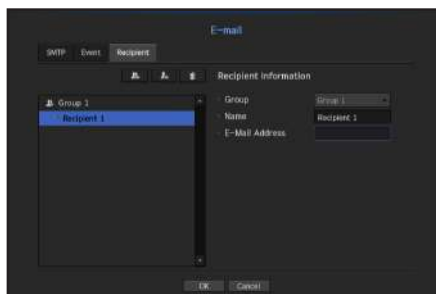 E-mail
SMTP Event Recipient
Recipient Information
Group 1
Recipient 1
Group Group 1
Name Recipient 1
E-Mail Address
OK Cancel